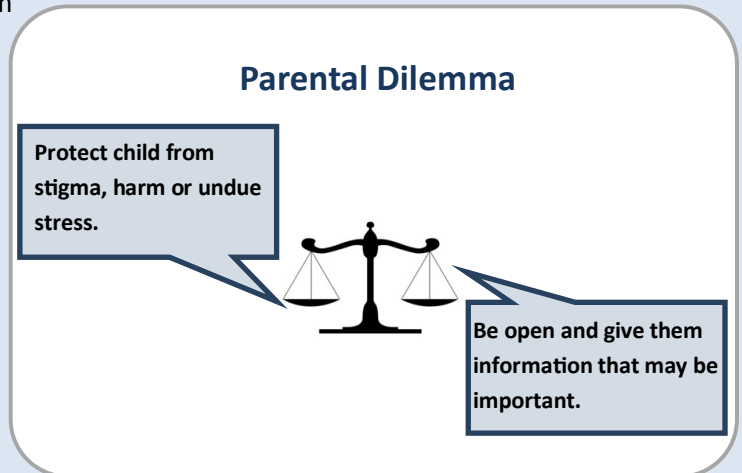 Parental Dilemma
Protect child from
stigma, harm or undue
stress.
Be open and give them
information that may be
important.